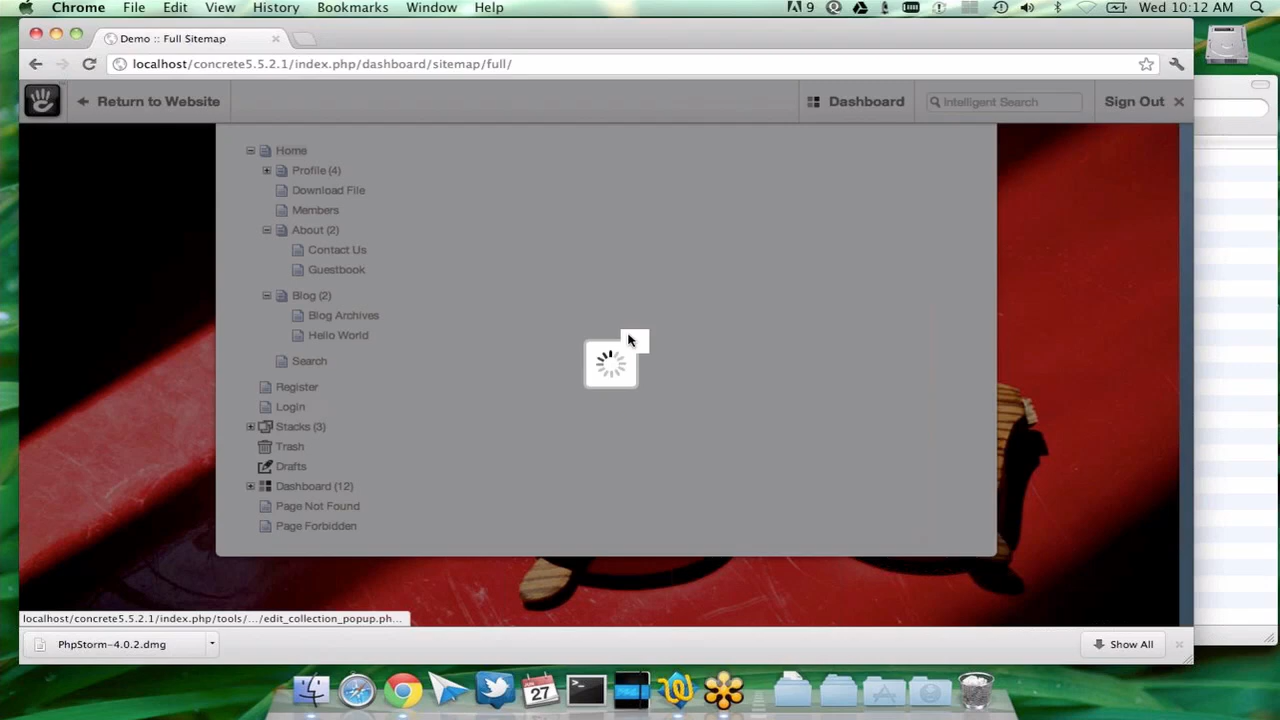 Chrome File Edit View History Bookmarks Window Help 9 Wed 10:12 AM
Demo :: Full Sitemap
localhost/concrete5.5.2.1/index.php/dashboard/sitemap/full/
Return to Website Dashboard Intelligent Search Sign Out
Home
Profile (4)
Download File
Members
About (2)
Contact Us
Guestbook
Blog (2)
Blog Archives
Hello World
Search
Register
Login
Stacks (3)
Trash
Drafts
Dashboard (12)
Page Not Found
Page Forbidden
localhost/concrete5.5.2.1/index.php/tools/.../edit_collection_popup.ph...
PhpStorm-4.0.2.dmg Show All
JUN
27